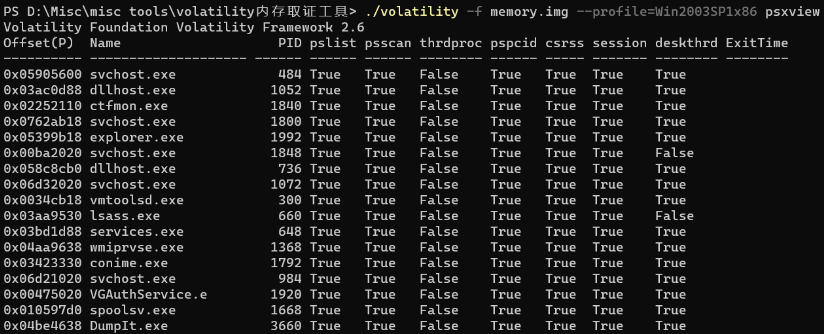 PS D:\Misc\misc tools\volatility内存取证工具> ./volatility -f memory.img --profile=Win2003SP1x86 psxview
Volatility Foundation Volatility Framework 2.6
Offset(P)  Name                    PID pslist psscan thrdproc pspcid csrss session deskthrd ExitTime
---------- -------------------- ------ ------ ------ -------- ------ ----- ------- -------- --------
0x05905600 svchost.exe             484 True   True   False    True   True  True    True
0x03ac0d88 dllhost.exe            1052 True   True   False    True   True  True    True
0x02252110 ctfmon.exe             1840 True   True   False    True   True  True    True
0x0762ab18 svchost.exe            1800 True   True   False    True   True  True    True
0x05399b18 explorer.exe           1992 True   True   False    True   True  True    True
0x00ba2020 svchost.exe            1848 True   True   False    True   True  True    False
0x058c8cb0 dllhost.exe             736 True   True   False    True   True  True    True
0x06d32020 svchost.exe            1072 True   True   False    True   True  True    True
0x0034cb18 vmtoolsd.exe            300 True   True   False    True   True  True    True
0x03aa9530 lsass.exe               660 True   True   False    True   True  True    False
0x03bd1d88 services.exe            648 True   True   False    True   True  True    True
0x04aa9638 wmiprvse.exe           1368 True   True   False    True   True  True    True
0x03423330 conime.exe             1792 True   True   False    True   True  True    True
0x06d21020 svchost.exe             984 True   True   False    True   True  True    True
0x00475020 VGAuthService.e        1920 True   True   False    True   True  True    True
0x010597d0 spoolsv.exe            1668 True   True   False    True   True  True    True
0x04be4638 DumpIt.exe             3660 True   True   False    True   True  True    True